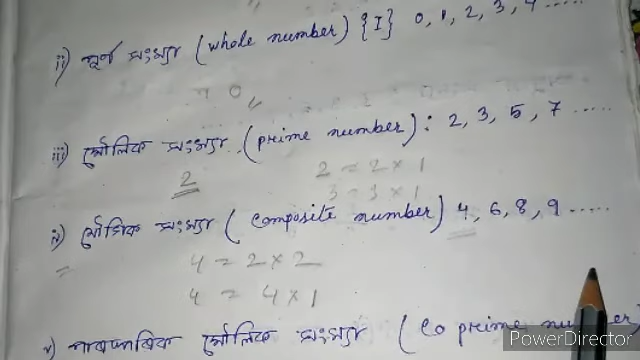 ii) পূর্ণ সংখ্যা (whole number) {I} 0, 1, 2, 3, 4 .....
0
iii) মৌলিক সংখ্যা (prime number) : 2, 3, 5, 7 .....
2 2 = 2 × 1
3 = 3 × 1
iv) যৌগিক সংখ্যা (composite number) 4, 6, 8, 9 .....
4 = 2 × 2
4 = 4 × 1
v) পারস্পরিক মৌলিক সংখ্যা (co prime number)
PowerDirector